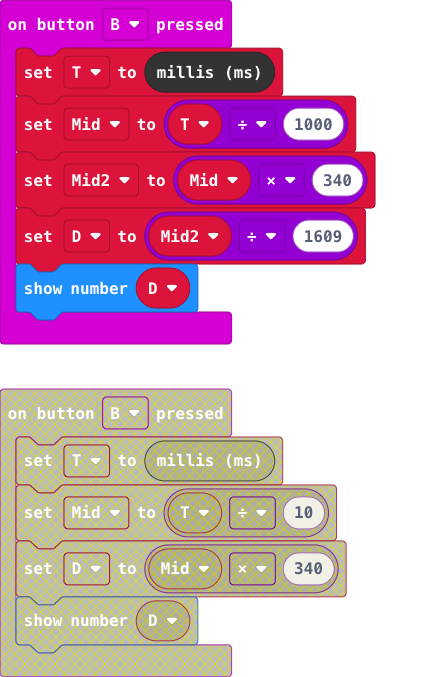 on button B pressed
set T to millis (ms)
set Mid to T ÷ 1000
set Mid2 to Mid × 340
set D to Mid2 ÷ 1609
show number D
on button B pressed
set T to millis (ms)
set Mid to T ÷ 10
set D to Mid × 340
show number D